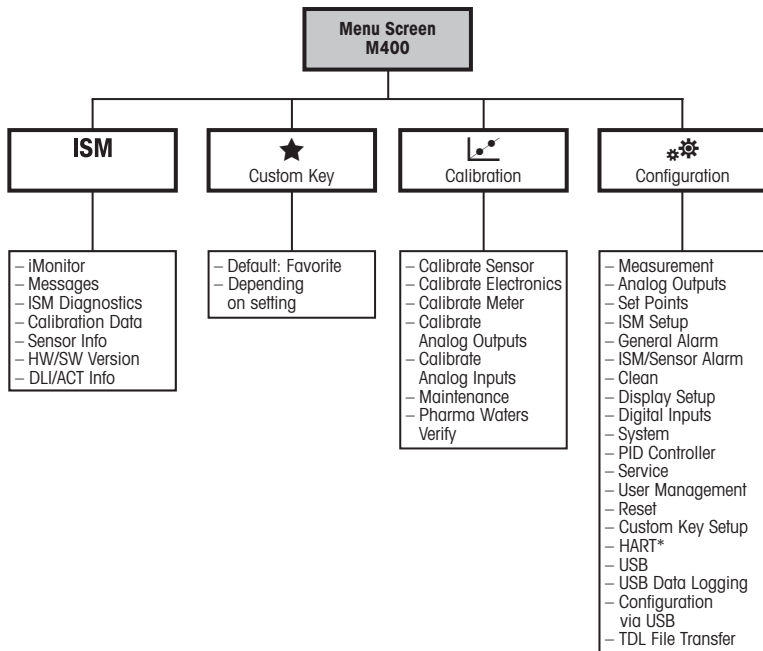 Menu Screen
M400
ISM
Custom Key
Calibration
Configuration
– iMonitor
– Messages
– ISM Diagnostics
– Calibration Data
– Sensor Info
– HW/SW Version
– DLI/ACT Info
– Default: Favorite
– Depending
on setting
– Calibrate Sensor
– Calibrate Electronics
– Calibrate Meter
– Calibrate
Analog Outputs
– Calibrate
Analog Inputs
– Maintenance
– Pharma Waters
Verify
– Measurement
– Analog Outputs
– Set Points
– ISM Setup
– General Alarm
– ISM/Sensor Alarm
– Clean
– Display Setup
– Digital Inputs
– System
– PID Controller
– Service
– User Management
– Reset
– Custom Key Setup
– HART*
– USB
– USB Data Logging
– Configuration
via USB
– TDL File Transfer